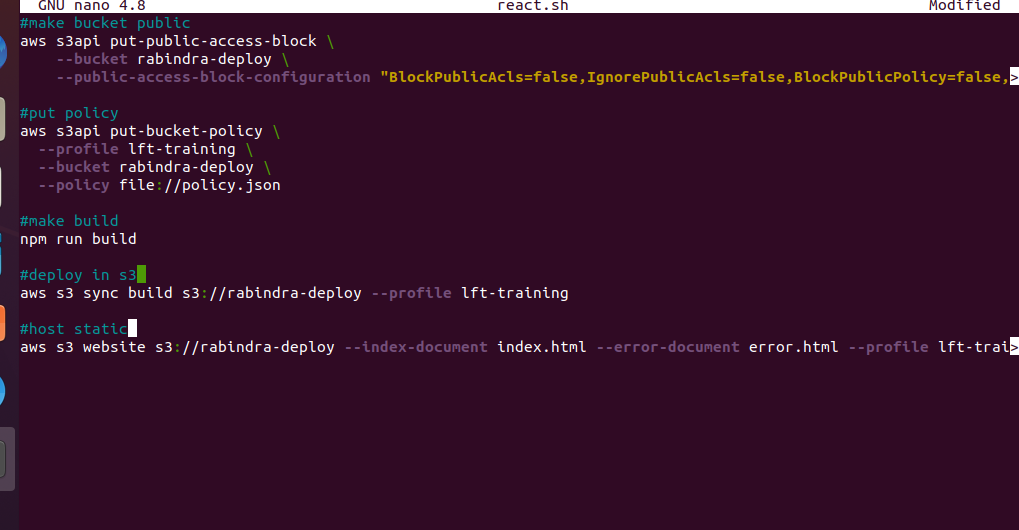 GNU nano 4.8 react.sh Modified
#make bucket public
aws s3api put-public-access-block \
    --bucket rabindra-deploy \
    --public-access-block-configuration "BlockPublicAcls=false,IgnorePublicAcls=false,BlockPublicPolicy=false,>
#put policy
aws s3api put-bucket-policy \
  --profile lft-training \
  --bucket rabindra-deploy \
  --policy file://policy.json
#make build
npm run build
#deploy in s3
aws s3 sync build s3://rabindra-deploy --profile lft-training
#host static
aws s3 website s3://rabindra-deploy --index-document index.html --error-document error.html --profile lft-trai>